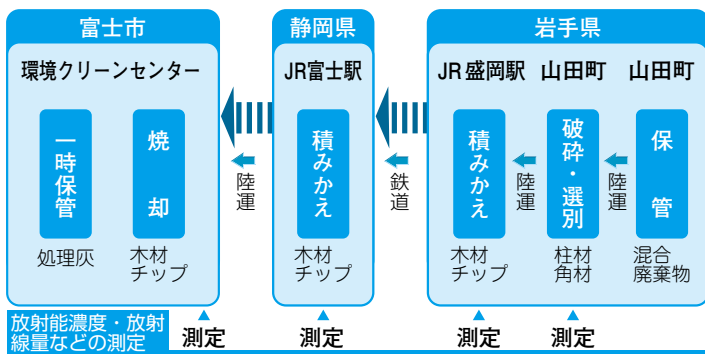 富士市
静岡県
岩手県
環境クリーンセンター
JR富士駅
JR盛岡駅
山田町
山田町
一時保管
焼却
積みかえ
積みかえ
破砕・選別
保管
陸運
鉄道
陸運
陸運
処理灰
木材
チップ
木材
チップ
木材
チップ
柱材
角材
混合
廃棄物
放射能濃度・放射
線量などの測定
測定
測定
測定
測定